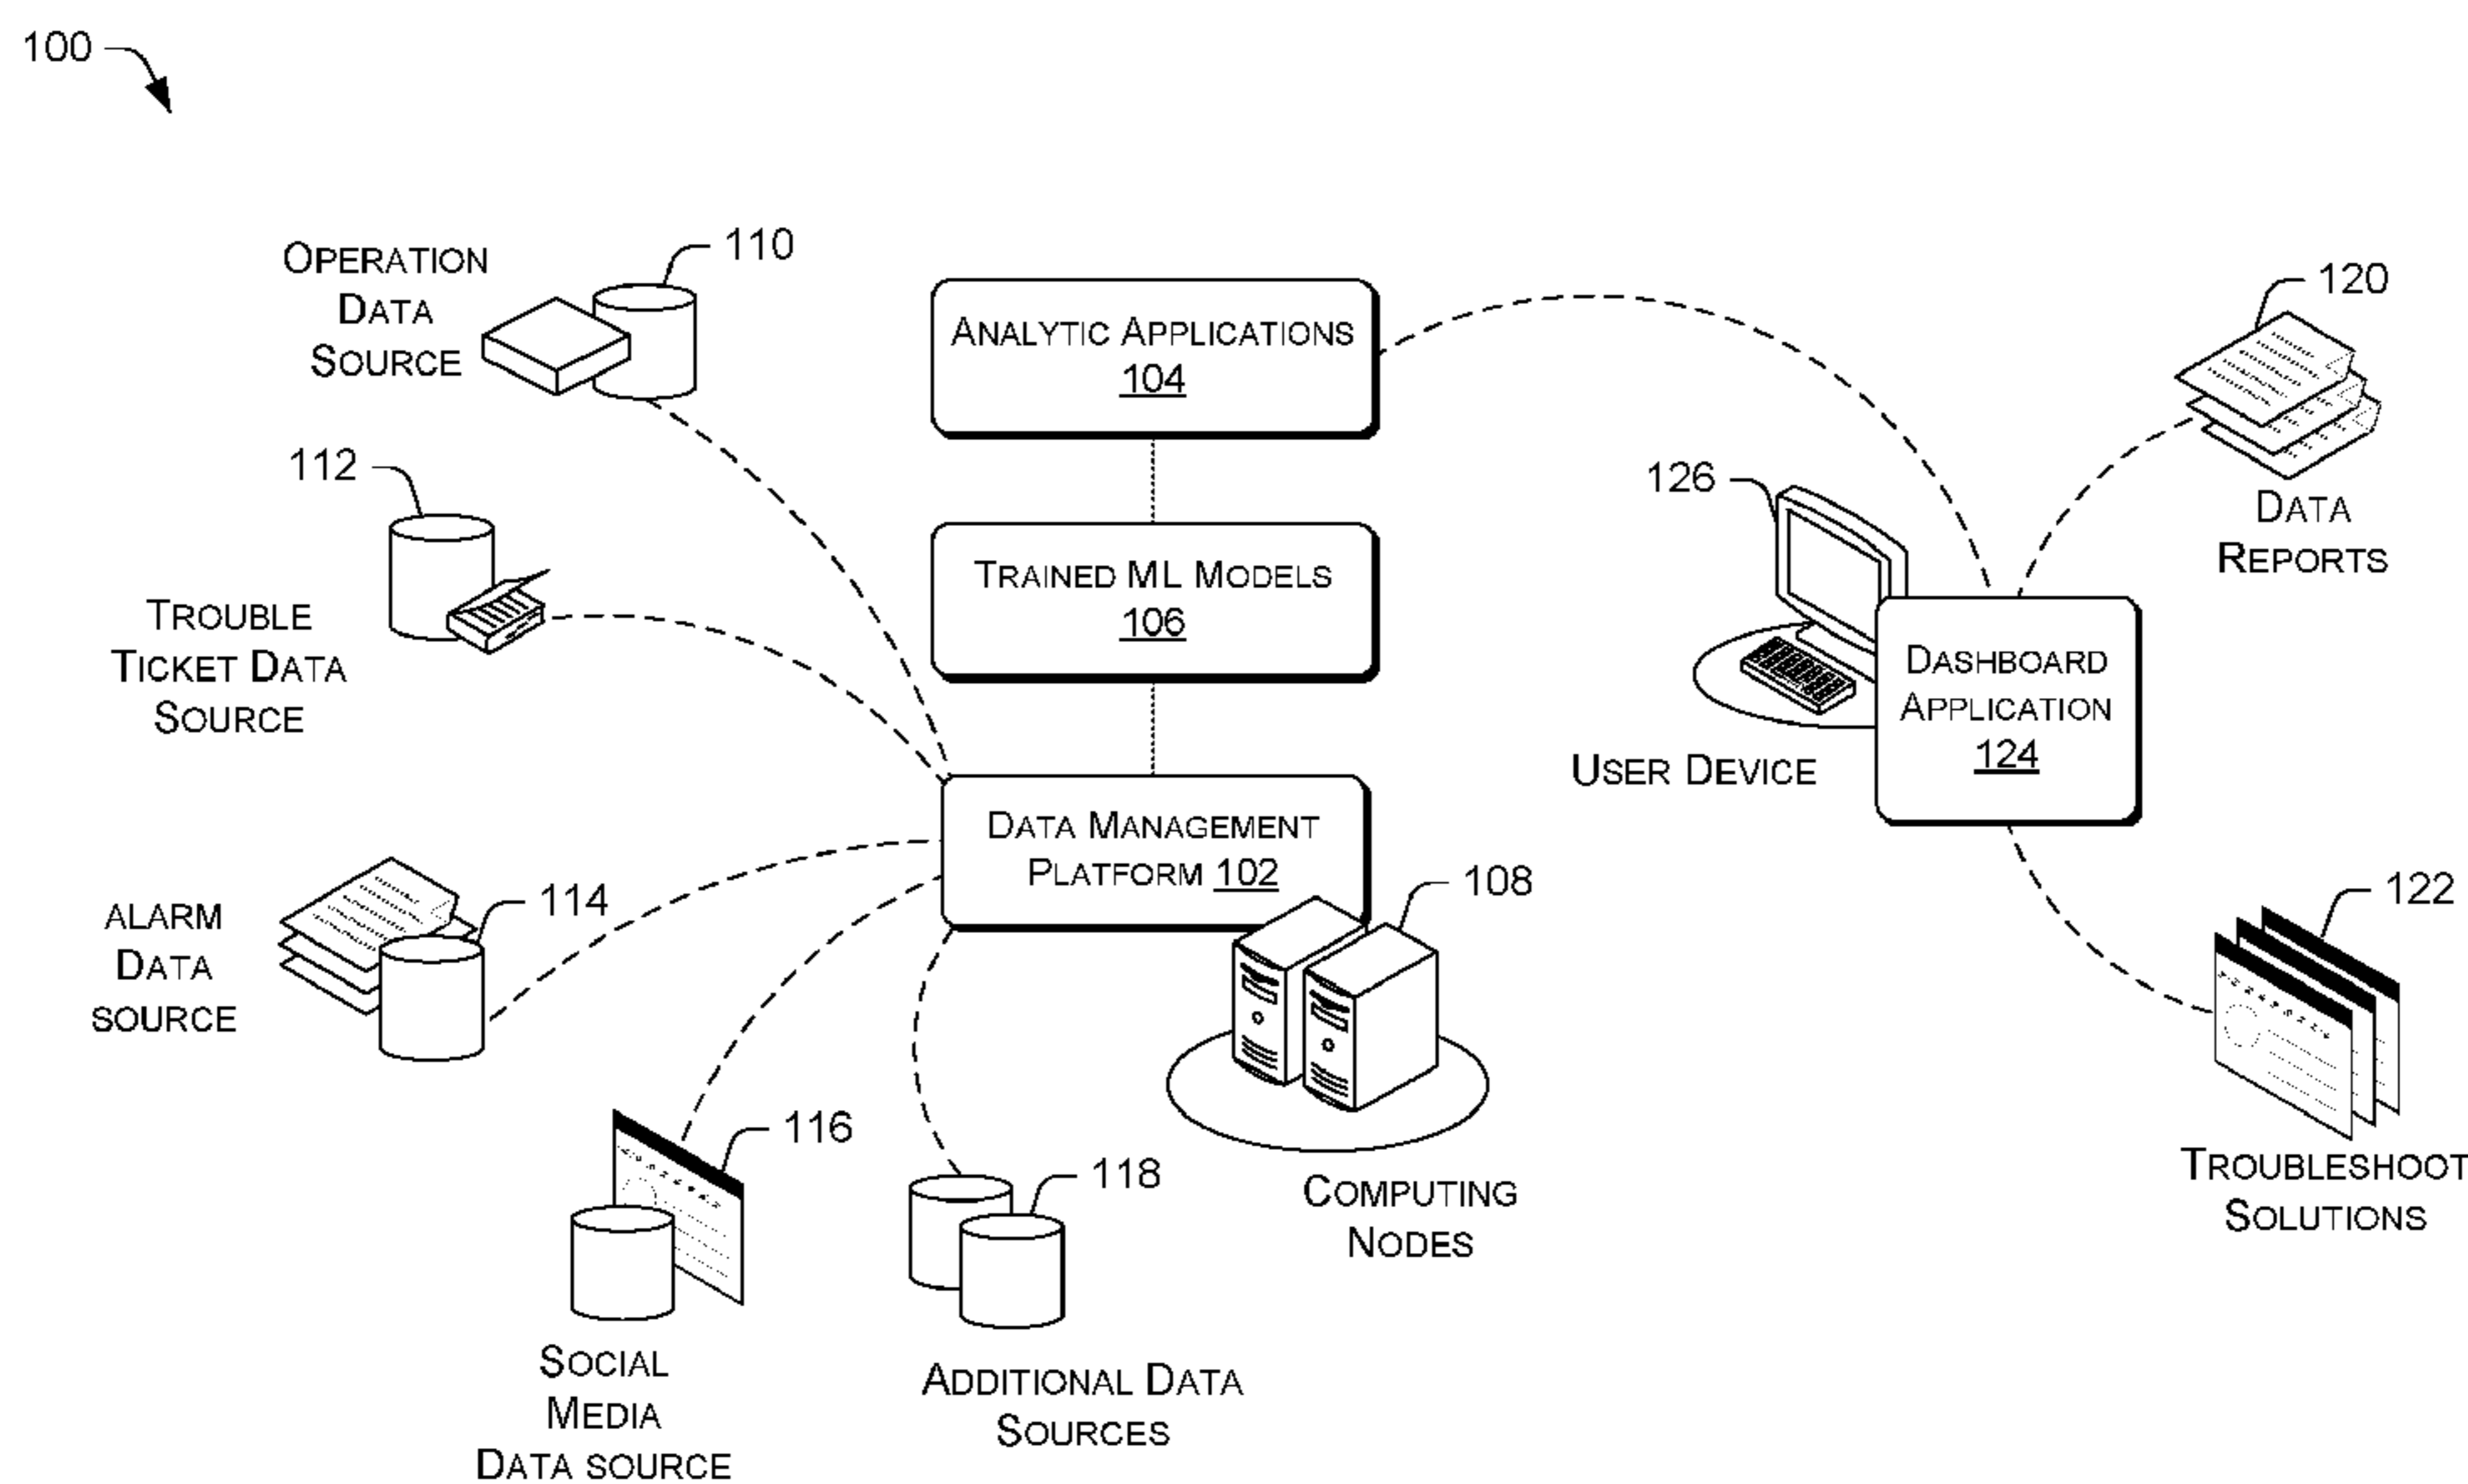 100
OPERATION
DATA
SOURCE
110
112
TROUBLE
TICKET DATA
SOURCE
ALARM
DATA
SOURCE
114
116
SOCIAL
MEDIA
DATA SOURCE
118
ADDITIONAL DATA
SOURCES
ANALYTIC APPLICATIONS
104
TRAINED ML MODELS
106
DATA MANAGEMENT
PLATFORM 102
108
COMPUTING
NODES
126
USER DEVICE
DASHBOARD
APPLICATION
124
120
DATA
REPORTS
122
TROUBLESHOOT
SOLUTIONS